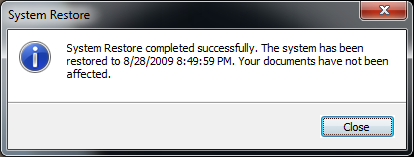 System Restore
System Restore completed successfully. The system has been
restored to 8/28/2009 8:49:59 PM. Your documents have not been
affected.
Close